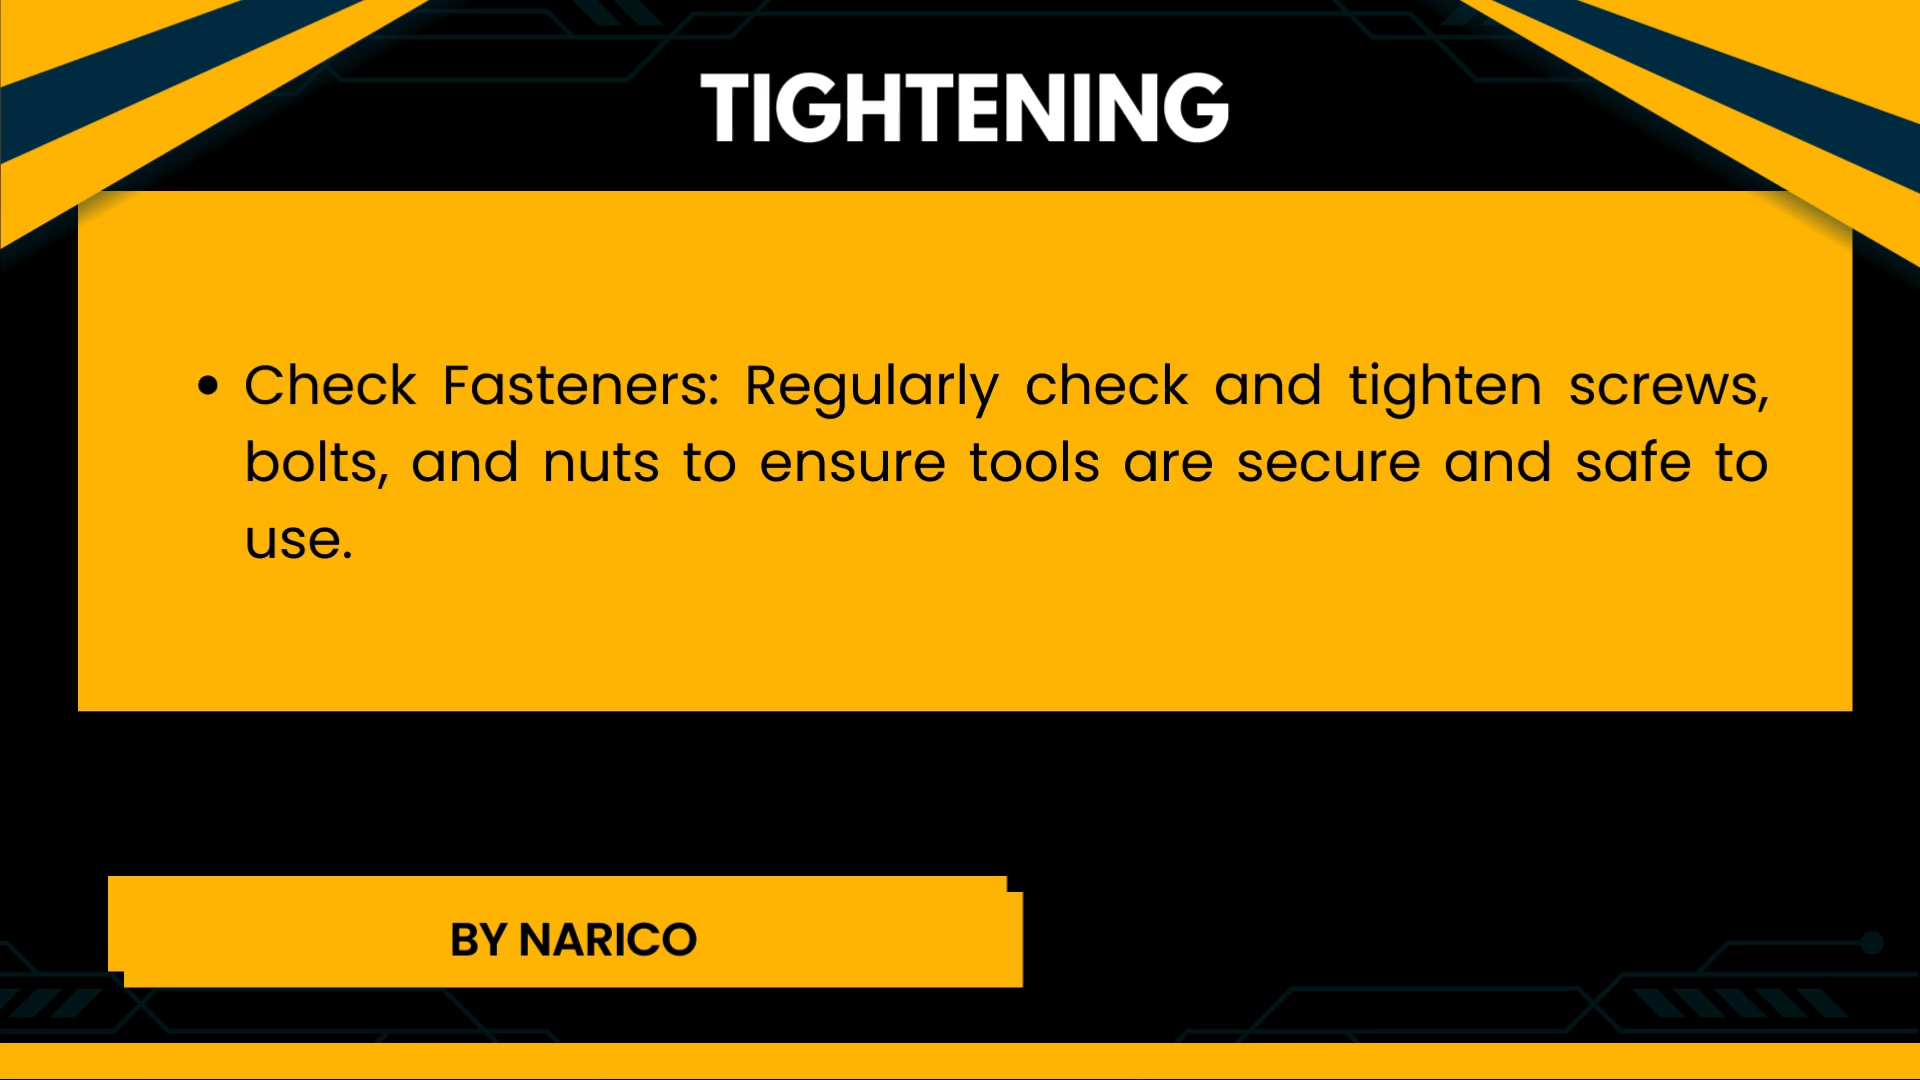 TIGHTENING
• Check Fasteners: Regularly check and tighten screws,
bolts, and nuts to ensure tools are secure and safe to
use.
BY NARICO